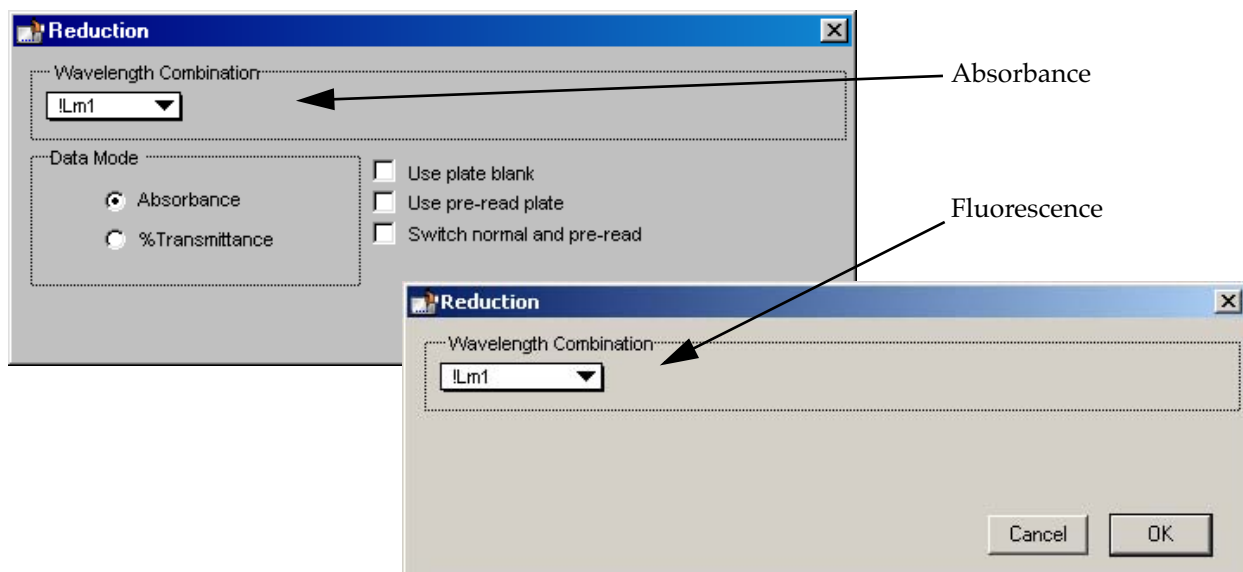 Reduction
Wavelength Combination
!Lm1
Absorbance
Data Mode
Absorbance
%Transmittance
Use plate blank
Use pre-read plate
Switch normal and pre-read
Fluorescence
Reduction
Wavelength Combination
!Lm1
Cancel
OK